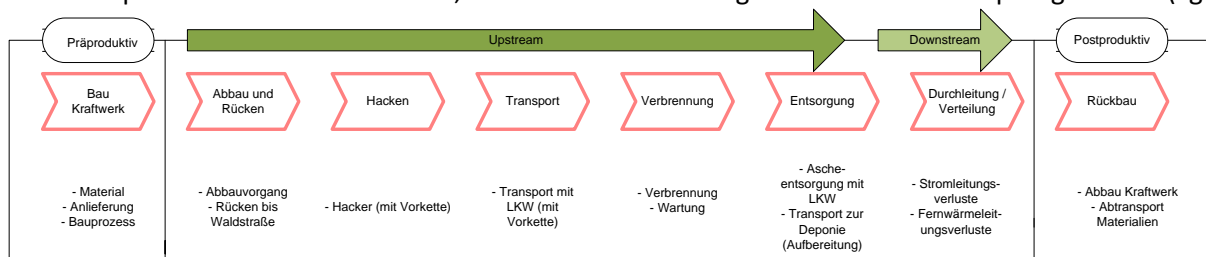 Präproduktiv
Upstream
Downstream
Postproduktiv
Bau
Kraftwerk
Abbau und
Rücken
Hacken
Transport
Verbrennung
Entsorgung
Durchleitung /
Verteilung
Rückbau
- Material
- Anlieferung
- Bauprozess
- Abbauvorgang
- Rücken bis
Waldstraße
- Hacker (mit Vorkette)
- Transport mit
LKW (mit
Vorkette)
- Verbrennung
- Wartung
- Asche-
entsorgung mit
LKW
- Transport zur
Deponie
(Aufbereitung)
- Stromleitungs-
verluste
- Fernwärmeleit-
ungsverluste
- Abbau Kraftwerk
- Abtransport
Materialien